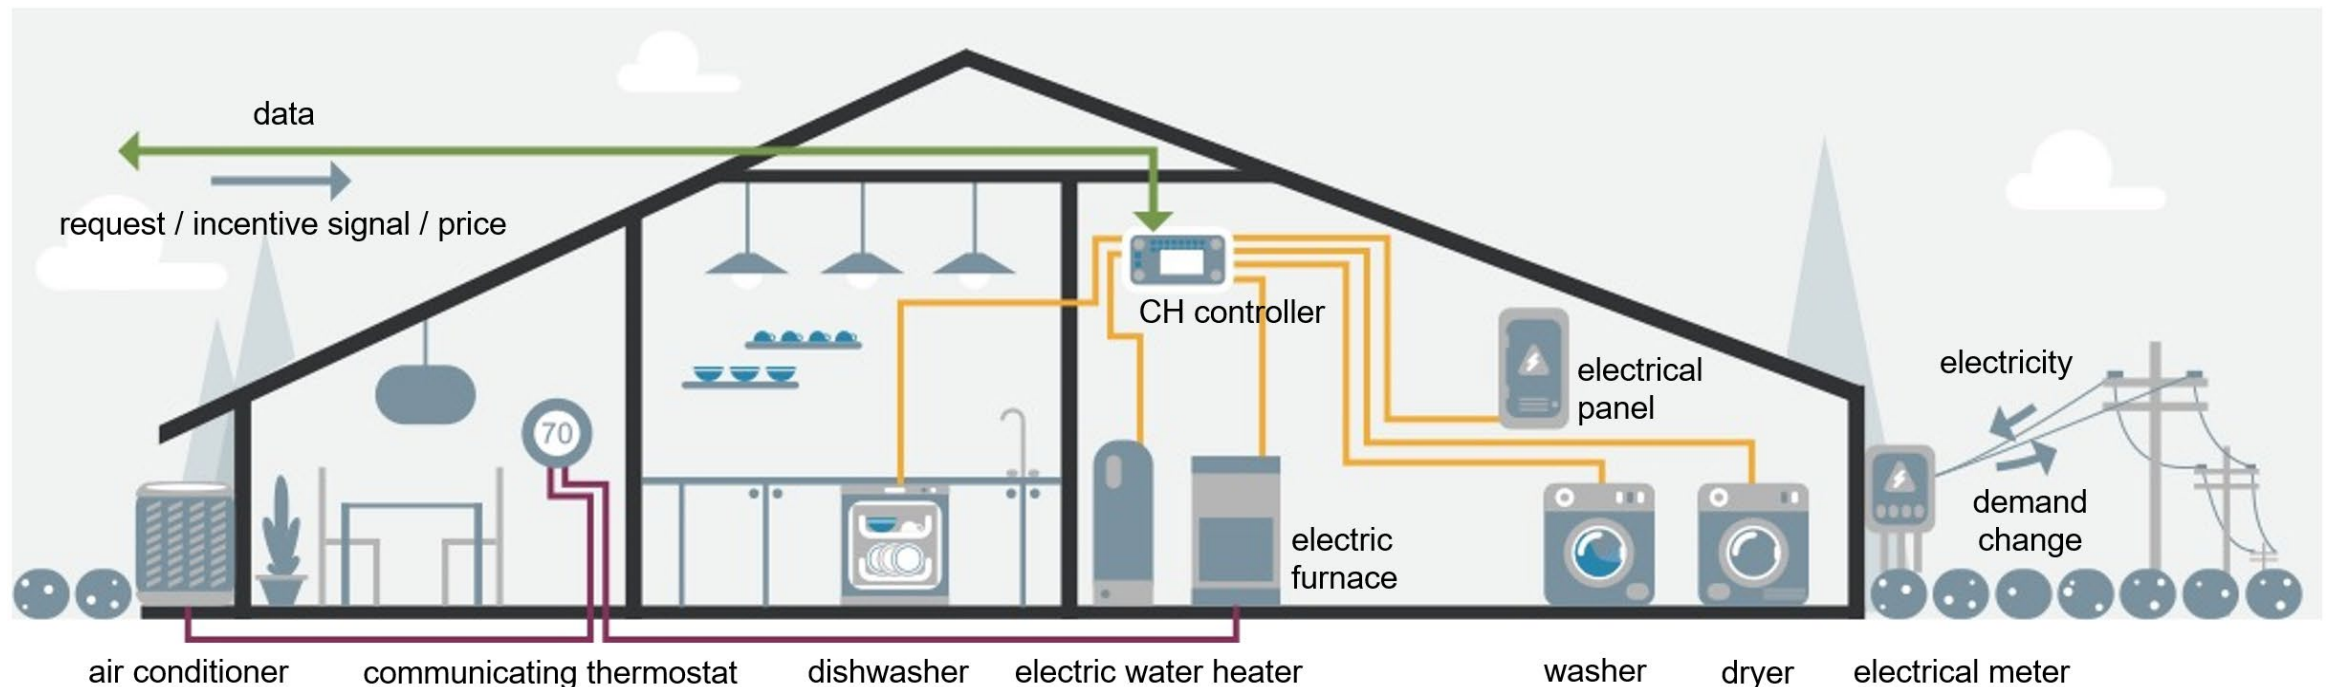 data
request / incentive signal / price
CH controller
electrical
panel
electricity
70
demand
change
electric
furnace
air conditioner
communicating thermostat
dishwasher
electric water heater
washer
dryer
electrical meter